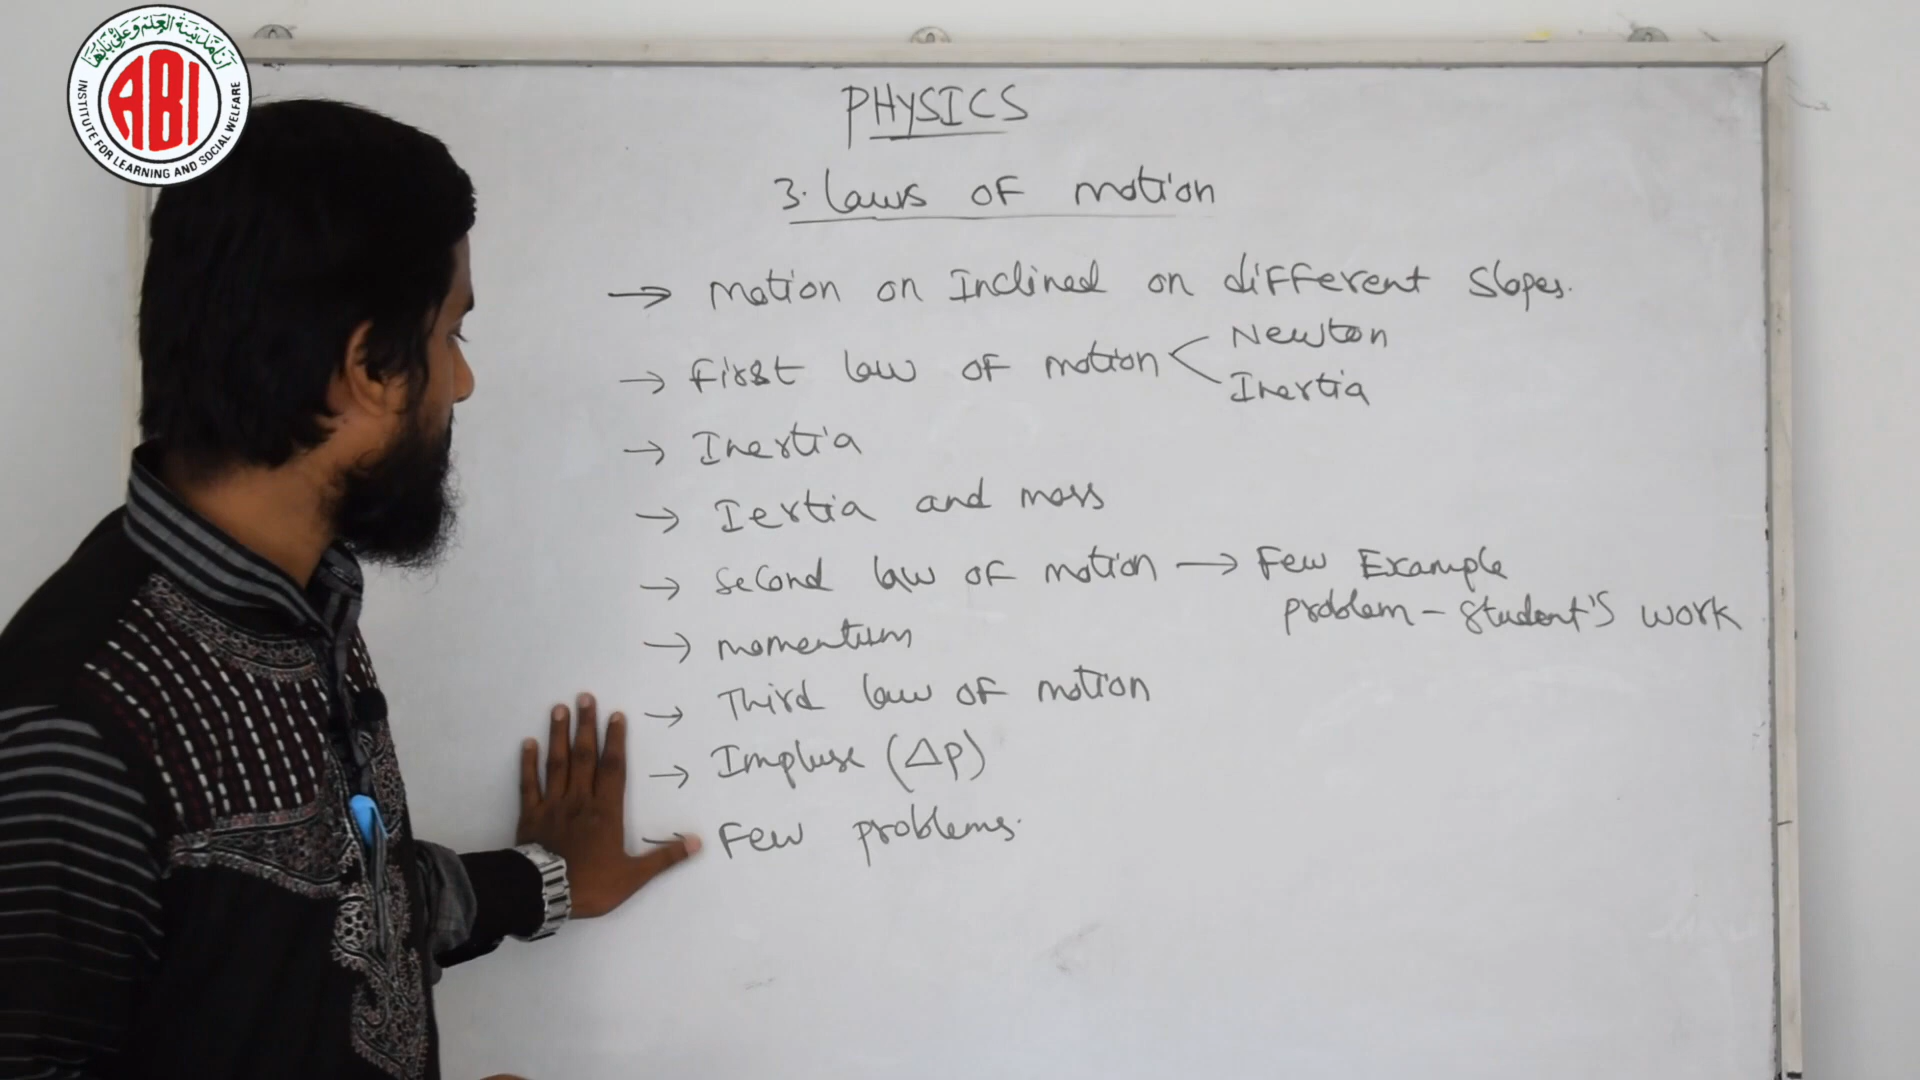 ABI
INSTITUTE FOR LEARNING AND SOCIAL WELFARE
PHYSICS
3. Laws of motion
→ Motion on Inclined on different Slopes.
→ First law of motion < Newton
Inertia
→ Inertia
→ Iertia and mass
→ Second law of motion → Few Example
problem - student's work
→ momentum
→ Third law of motion
→ Impluse (Δp)
→ Few problems.